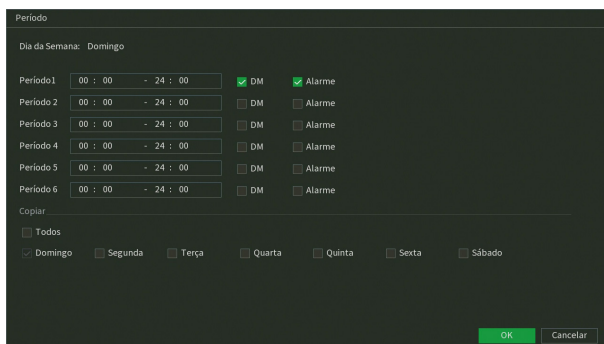 Período
Dia da Semana: Domingo
Período1 00 : 00 - 24 : 00 DM Alarme
Período 2 00 : 00 - 24 : 00 DM Alarme
Período 3 00 : 00 - 24 : 00 DM Alarme
Período 4 00 : 00 - 24 : 00 DM Alarme
Período 5 00 : 00 - 24 : 00 DM Alarme
Período 6 00 : 00 - 24 : 00 DM Alarme
Copiar
Todos
Domingo Segunda Terça Quarta Quinta Sexta Sábado
OK Cancelar